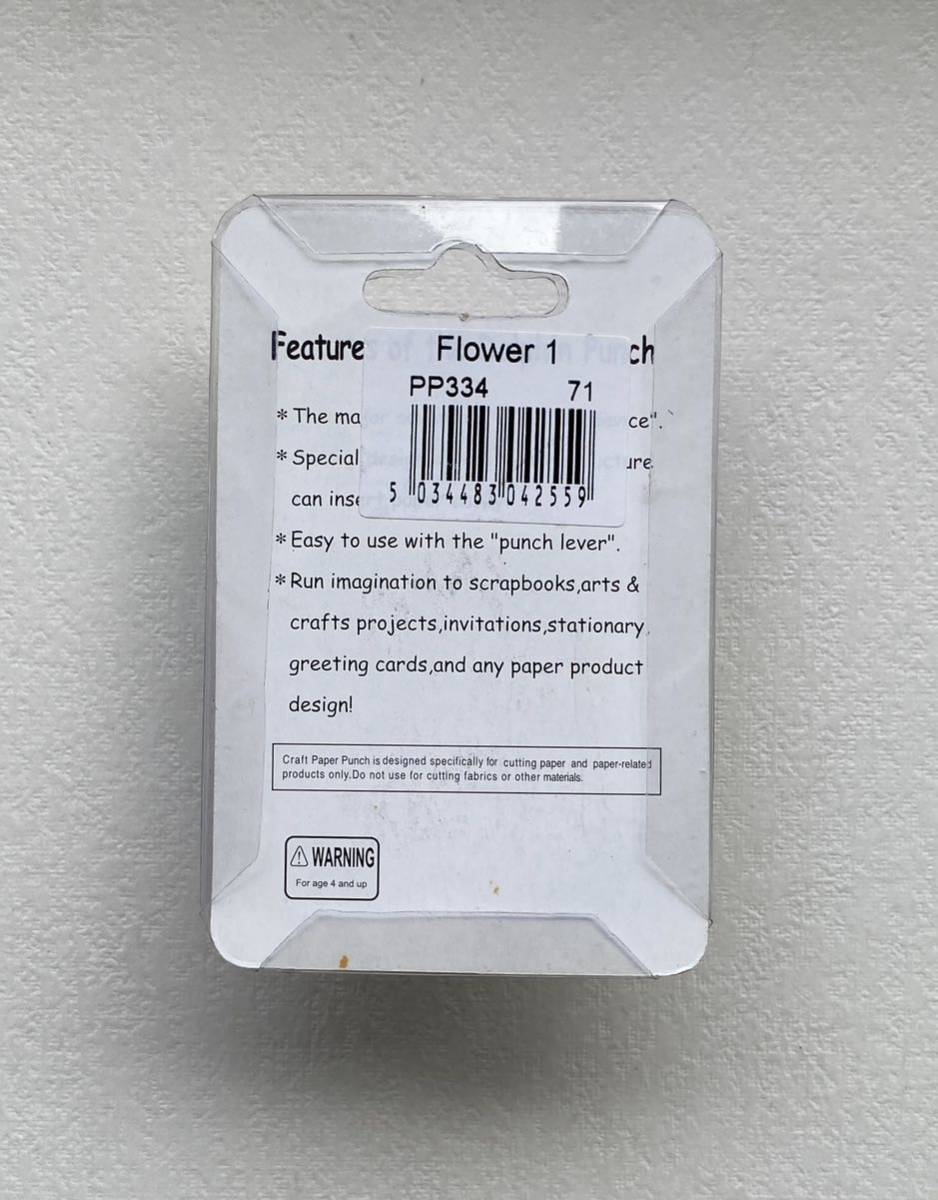 Feature Flower 1 ch
PP334 71
* The ma ce".
* Special ure
can inse
5 034483 042559
* Easy to use with the "punch lever".
* Run imagination to scrapbooks,arts &
crafts projects,invitations,stationary,
greeting cards,and any paper product
design!
Craft Paper Punch is designed specifically for cutting paper and paper-related
products only.Do not use for cutting fabrics or other materials.
⚠ WARNING
For age 4 and up